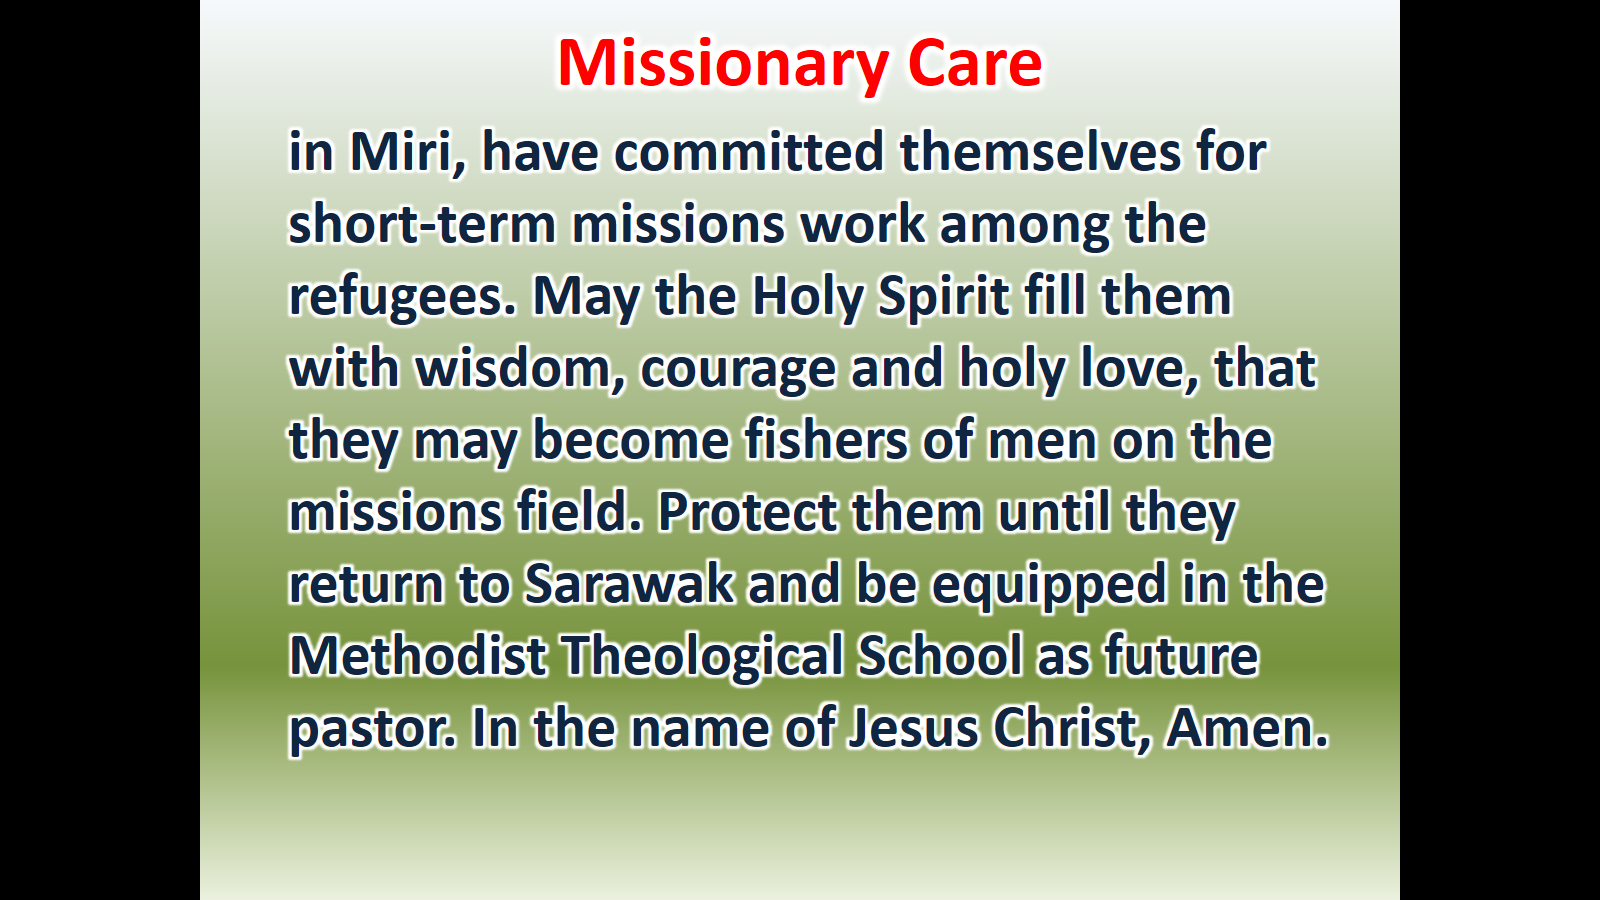 Missionary Care
in Miri, have committed themselves for
short-term missions work among the
refugees. May the Holy Spirit fill them
with wisdom, courage and holy love, that
they may become fishers of men on the
missions field. Protect them until they
return to Sarawak and be equipped in the
Methodist Theological School as future
pastor. In the name of Jesus Christ, Amen.